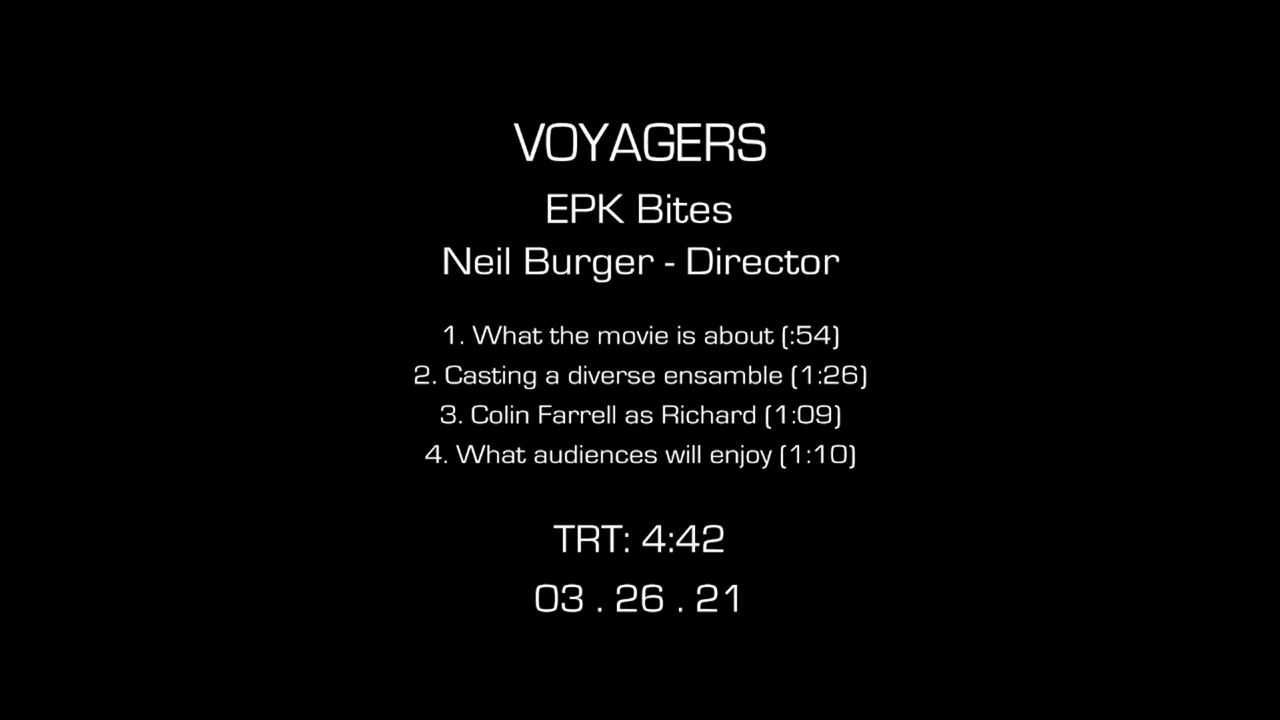 VOYAGERS
EPK Bites
Neil Burger - Director
1. What the movie is about (:54)
2. Casting a diverse ensamble (1:26)
3. Colin Farrell as Richard (1:09)
4. What audiences will enjoy (1:10)
TRT: 4:42
03 . 26 . 21